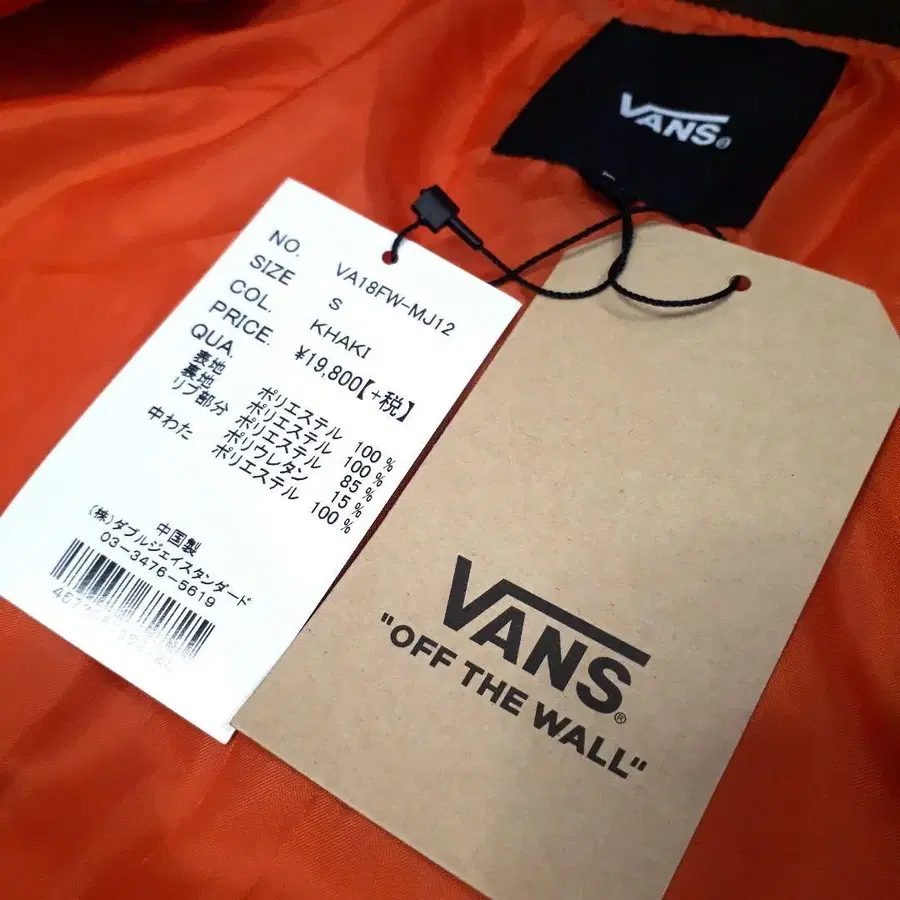 VANS
NO. VA18FW-MJ12
SIZE S
COL. KHAKI
PRICE. ¥19,800【+税】
QUA.
表地 ポリエステル 100%
裏地 ポリエステル 100%
リブ部分 ポリエステル 85%
ポリウレタン 15%
中わた ポリエステル 100%
中国製
(株)ダブルジェイスタンダード
03-3476-5619
VANS®
"OFF THE WALL"